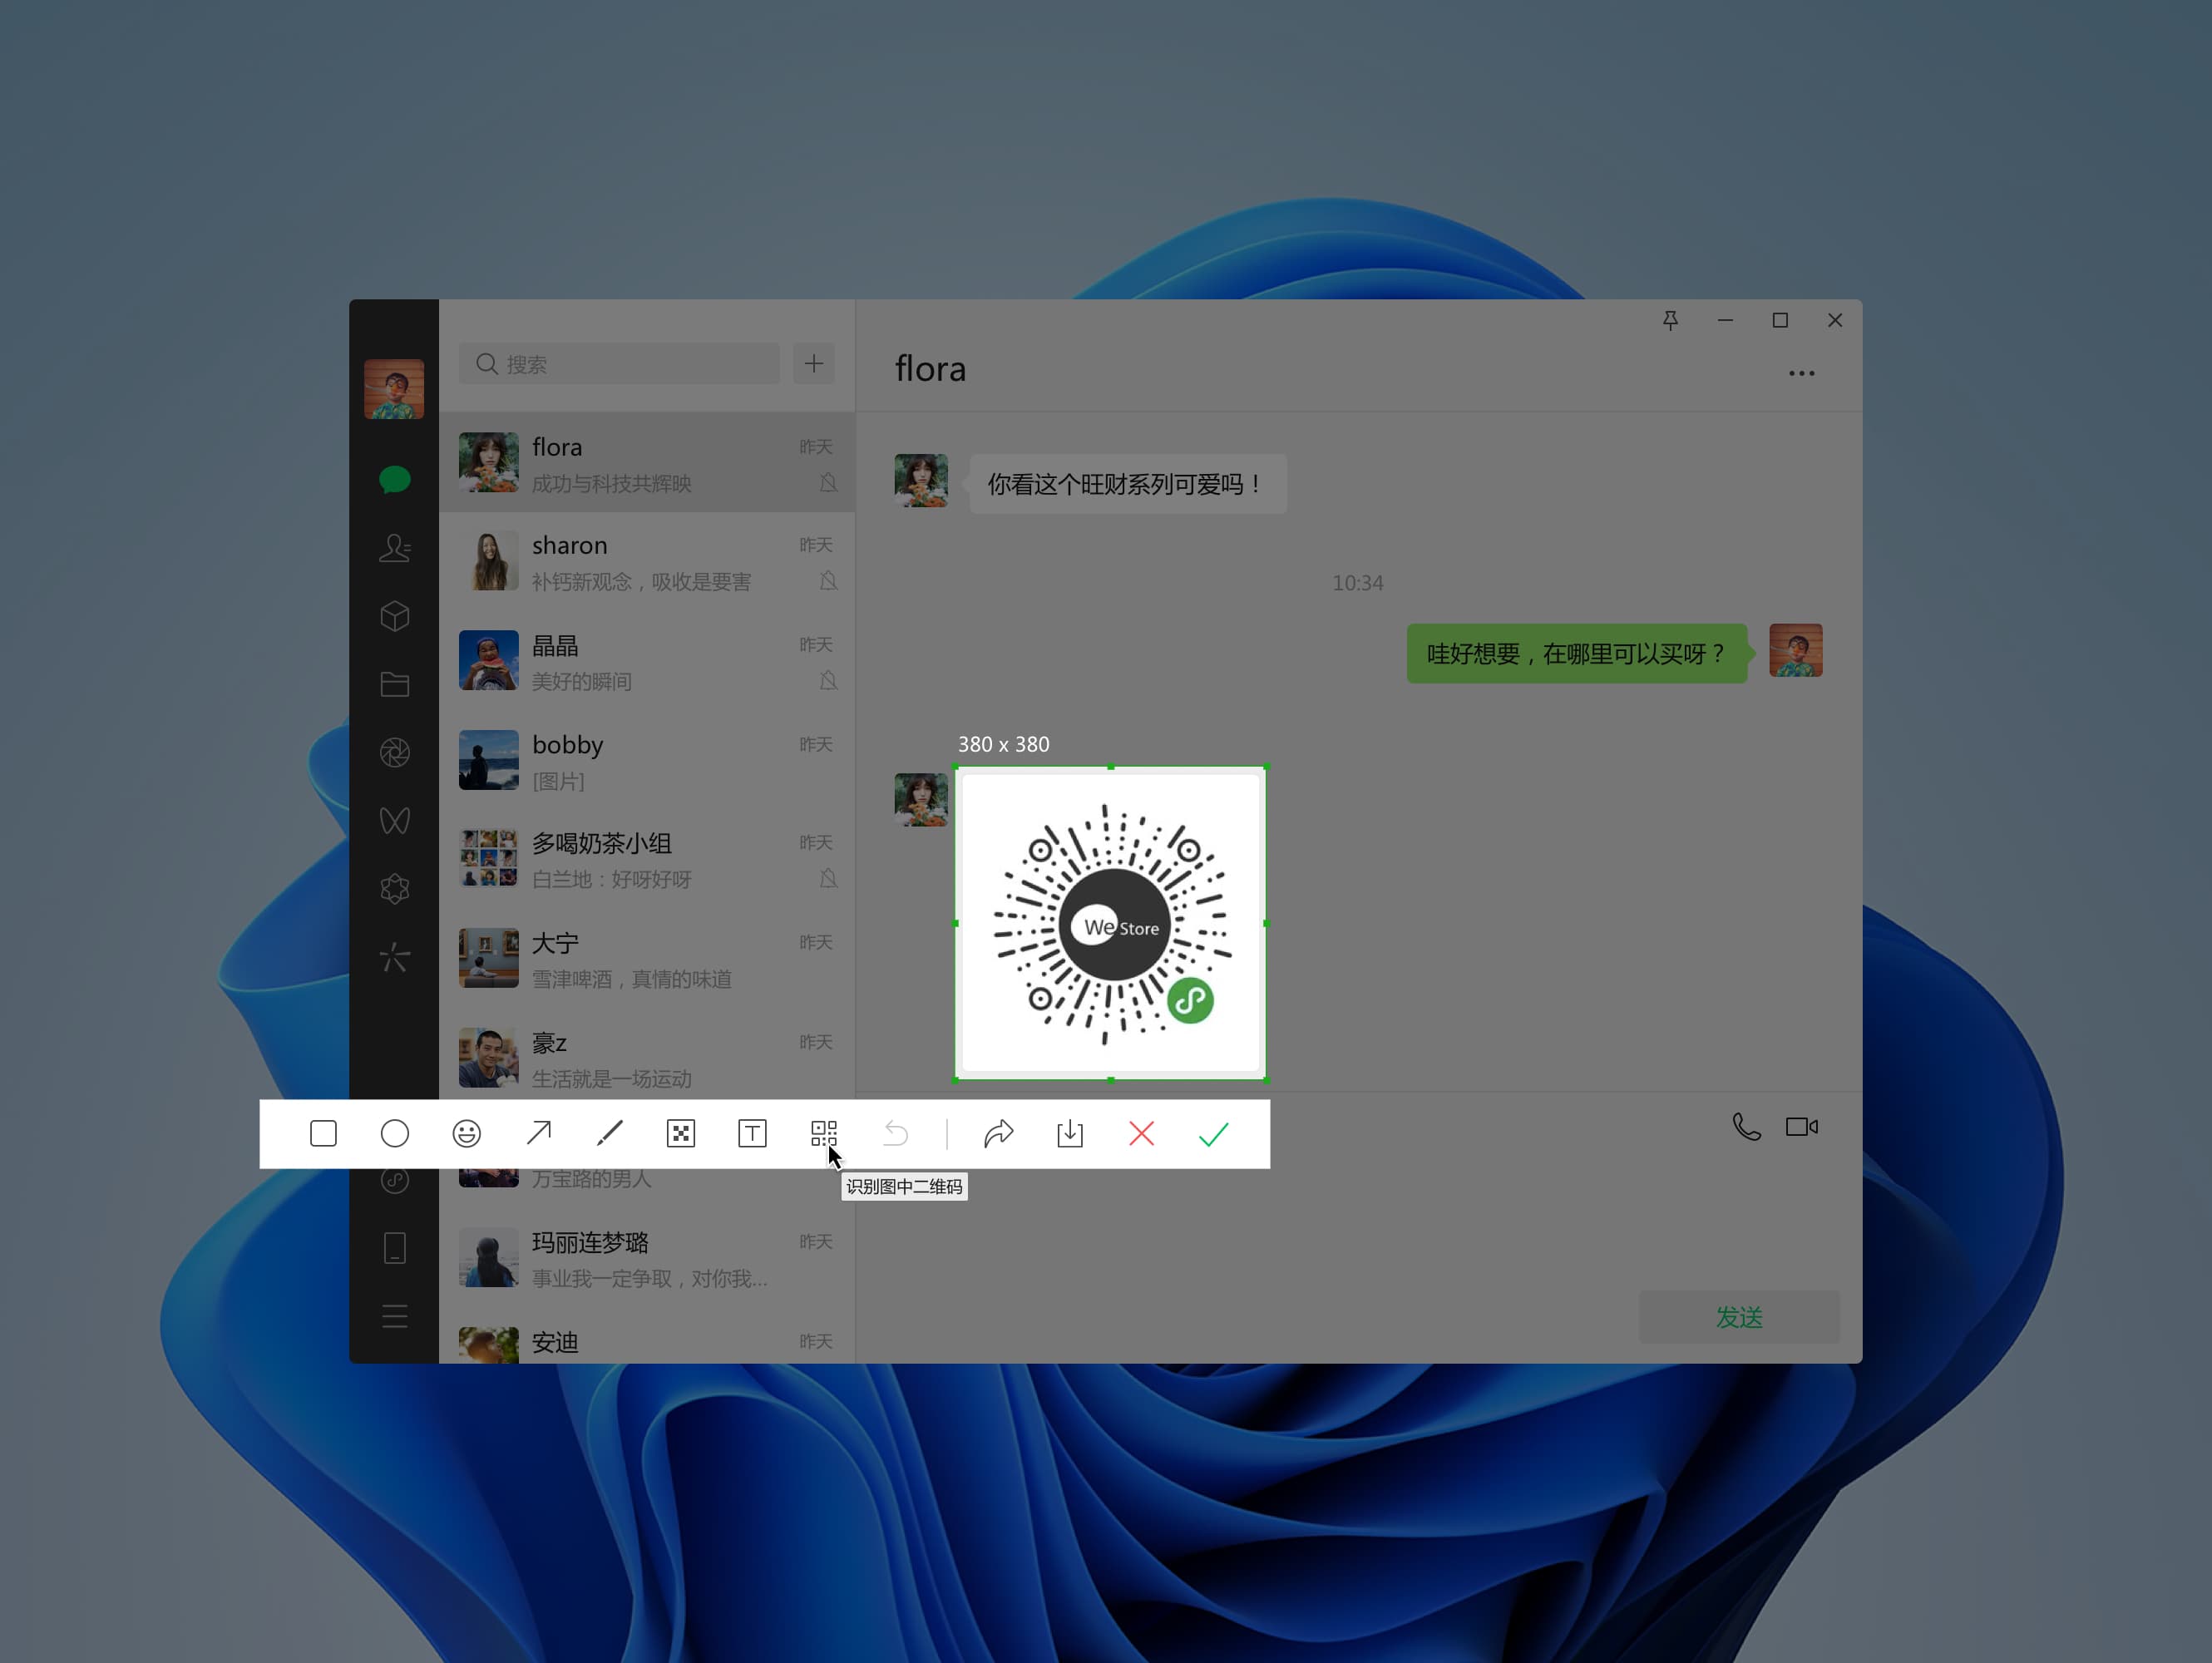 搜索
flora
昨天
成功与科技共辉映
sharon
昨天
补钙新观念，吸收是要害
晶晶
昨天
美好的瞬间
bobby
昨天
[图片]
多喝奶茶小组
昨天
白兰地：好呀好呀
大宁
昨天
雪津啤酒，真情的味道
豪z
昨天
生活就是一场运动
万宝路的男人
玛丽连梦璐
昨天
事业我一定争取，对你我...
安迪
昨天
flora
你看这个旺财系列可爱吗！
10:34
哇好想要，在哪里可以买呀？
380 x 380
We Store
T
识别图中二维码
发送